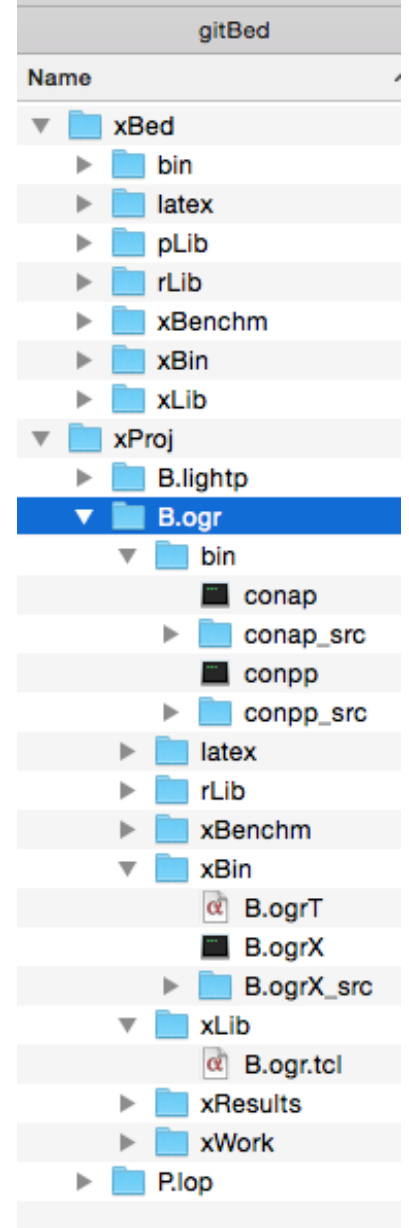 gitBed
Name
xBed
bin
latex
pLib
rLib
xBenchm
xBin
xLib
xProj
B.lightp
B.ogr
bin
conap
conap_src
conpp
conpp_src
latex
rLib
xBenchm
xBin
B.ogrT
B.ogrX
B.ogrX_src
xLib
B.ogr.tcl
xResults
xWork
P.lop